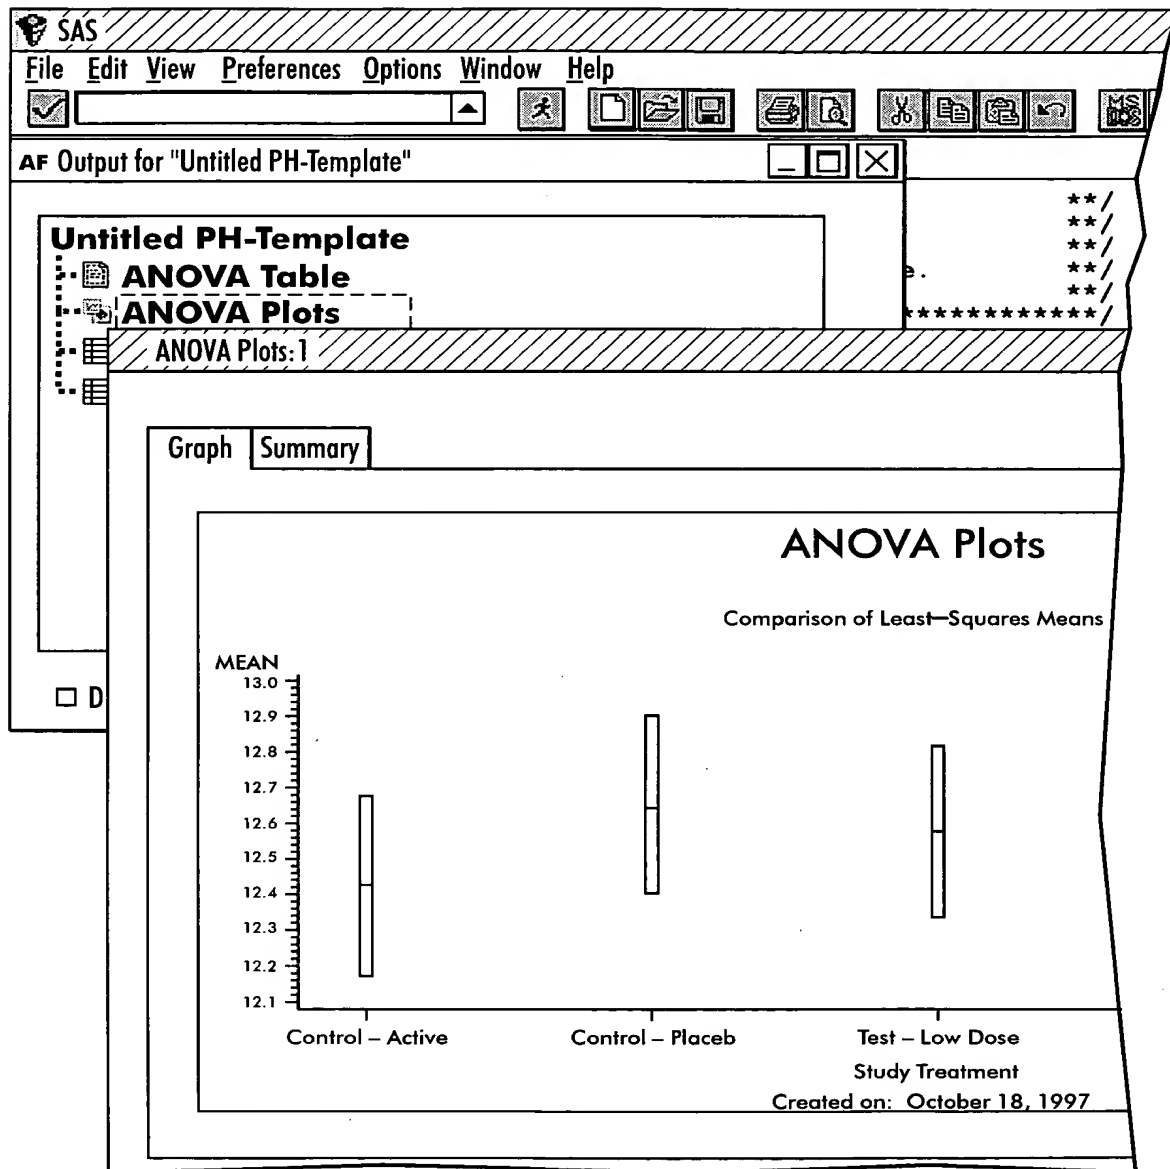 SAS
File Edit View Preferences Options Window Help
MS DOS
AF Output for "Untitled PH-Template"
**/
**/
Untitled PH-Template
**/
ANOVA Table
e. **/
**/
ANOVA Plots
************/
ANOVA Plots:1
Graph Summary
ANOVA Plots
Comparison of Least-Squares Means
MEAN
13.0
12.9
12.8
12.7
12.6
12.5
12.4
12.3
12.2
12.1
D
Control – Active Control – Placeb Test – Low Dose
Study Treatment
Created on: October 18, 1997